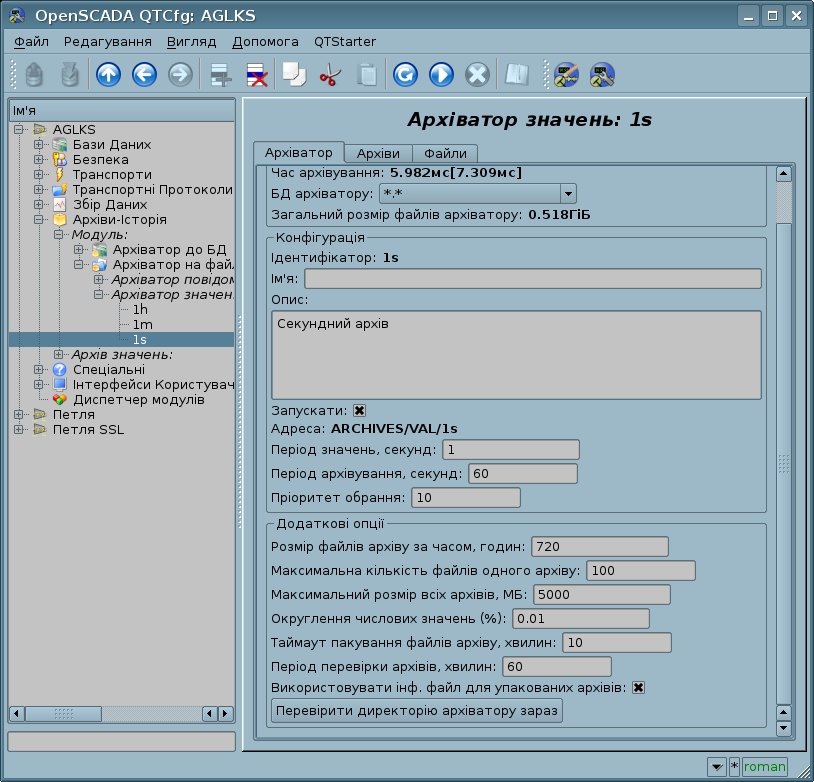 OpenSCADA QTCfg: AGLKS
Файл Редагування Вигляд Допомога QTStarter
Ім'я
AGLKS
Бази Даних
Безпека
Транспорти
Транспортні Протоколи
Збір Даних
Архіви-Історія
Модуль:
Архіватор до БД
Архіватор на фай
Архіватор повідом
Архіватор значен
1h
1m
1s
Архів значень:
Спеціальні
Інтерфейси Користувач
Диспетчер модулів
Петля
Петля SSL
Архіватор значень: 1s
Архіватор Архіви Файли
Час архівування: 5.982мс[7.309мс]
БД архіватору: *.*
Загальний розмір файлів архіватору: 0.518ГіБ
Конфігурація
Ідентифікатор: 1s
Ім'я:
Опис:
Секундний архів
Запускати:
Адреса: ARCHIVES/VAL/1s
Період значень, секунд: 1
Період архівування, секунд: 60
Пріоритет обрання: 10
Додаткові опції
Розмір файлів архіву за часом, годин: 720
Максимальна кількість файлів одного архіву: 100
Максимальний розмір всіх архівів, МБ: 5000
Округлення числових значень (%): 0.01
Таймаут пакування файлів архіву, хвилин: 10
Період перевірки архівів, хвилин: 60
Використовувати інф. файл для упакованих архівів:
Перевірити директорію архіватору зараз
* roman